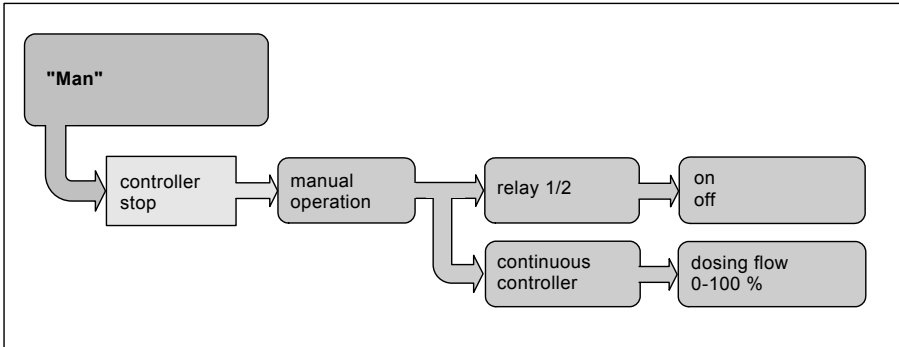 "Man"
controller
stop
manual
operation
relay 1/2
on
off
continuous
controller
dosing flow
0-100 %